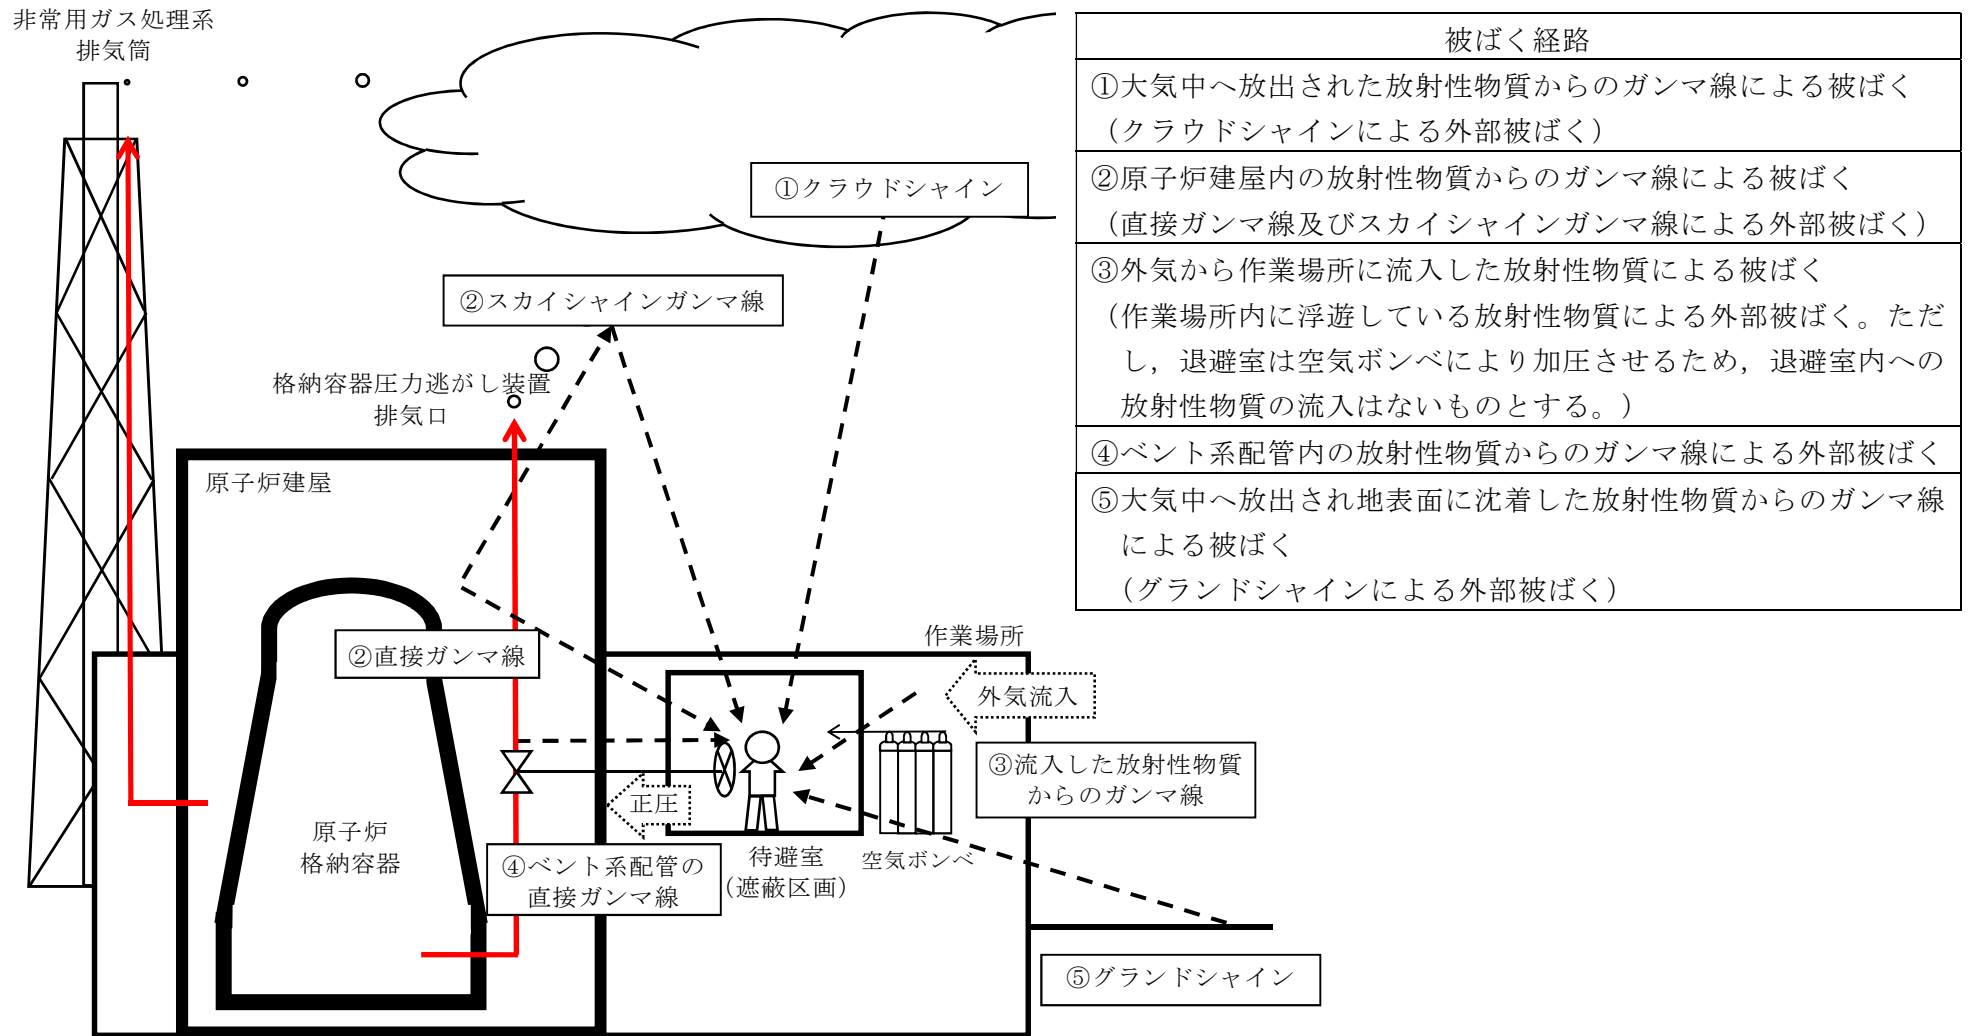 非常用ガス処理系
排気筒
①クラウドシャイン
②スカイシャインガンマ線
格納容器圧力逃がし装置
排気口
原子炉建屋
②直接ガンマ線
作業場所
外気流入
③流入した放射性物質
からのガンマ線
正圧
原子炉
格納容器
④ベント系配管の
直接ガンマ線
待避室
(遮蔽区画)
空気ボンベ
⑤グランドシャイン
被ばく経路
①大気中へ放出された放射性物質からのガンマ線による被ばく
（クラウドシャインによる外部被ばく）
②原子炉建屋内の放射性物質からのガンマ線による被ばく
（直接ガンマ線及びスカイシャインガンマ線による外部被ばく）
③外気から作業場所に流入した放射性物質による被ばく
（作業場所内に浮遊している放射性物質による外部被ばく。ただ
し，退避室は空気ボンベにより加圧させるため，退避室内への
放射性物質の流入はないものとする。）
④ベント系配管内の放射性物質からのガンマ線による外部被ばく
⑤大気中へ放出され地表面に沈着した放射性物質からのガンマ線
による被ばく
（グランドシャインによる外部被ばく）